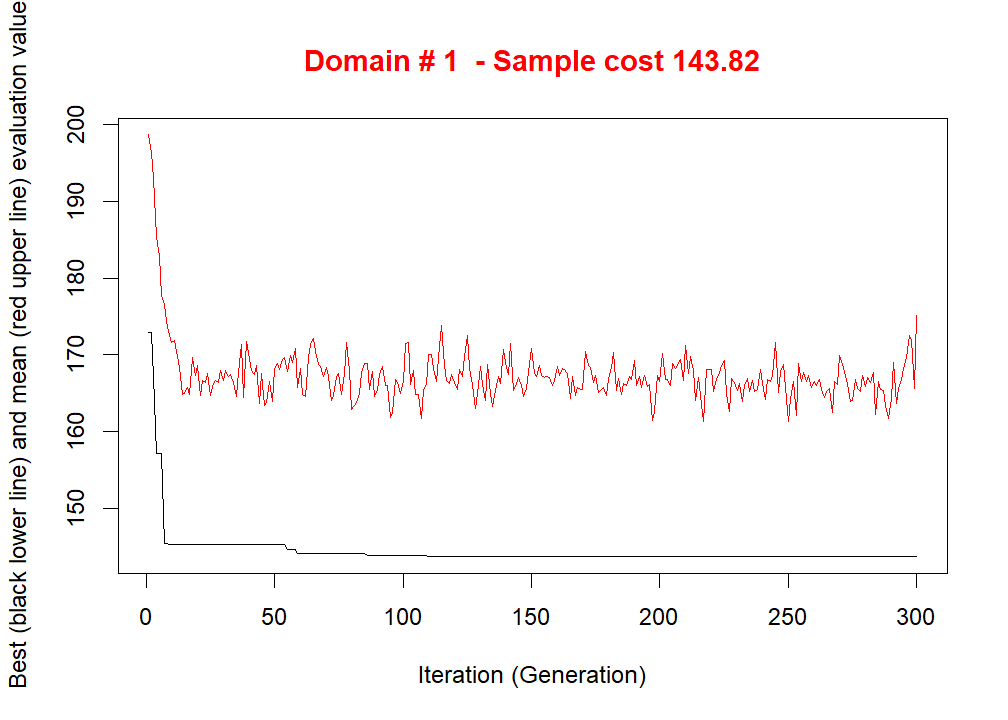 Domain # 1  - Sample cost 143.82
Best (black lower line) and mean (red upper line) evaluation value
200
190
180
170
160
150
0 50 100 150 200 250 300
Iteration (Generation)